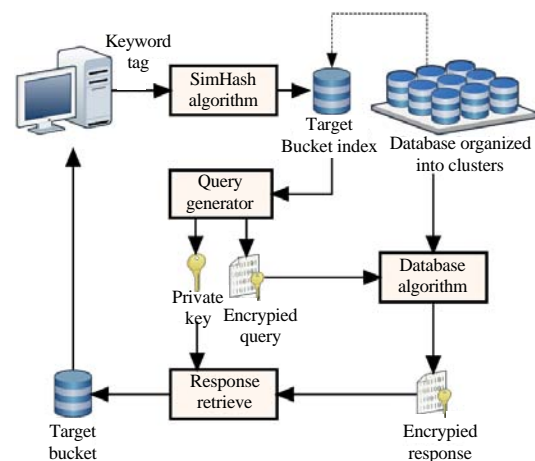 Keyword
tag
SimHash
algorithm
Target
Bucket index
Database organized
into clusters
Query
generator
Private
key
Encrypied
query
Database
algorithm
Response
retrieve
Target
bucket
Encrypied
response